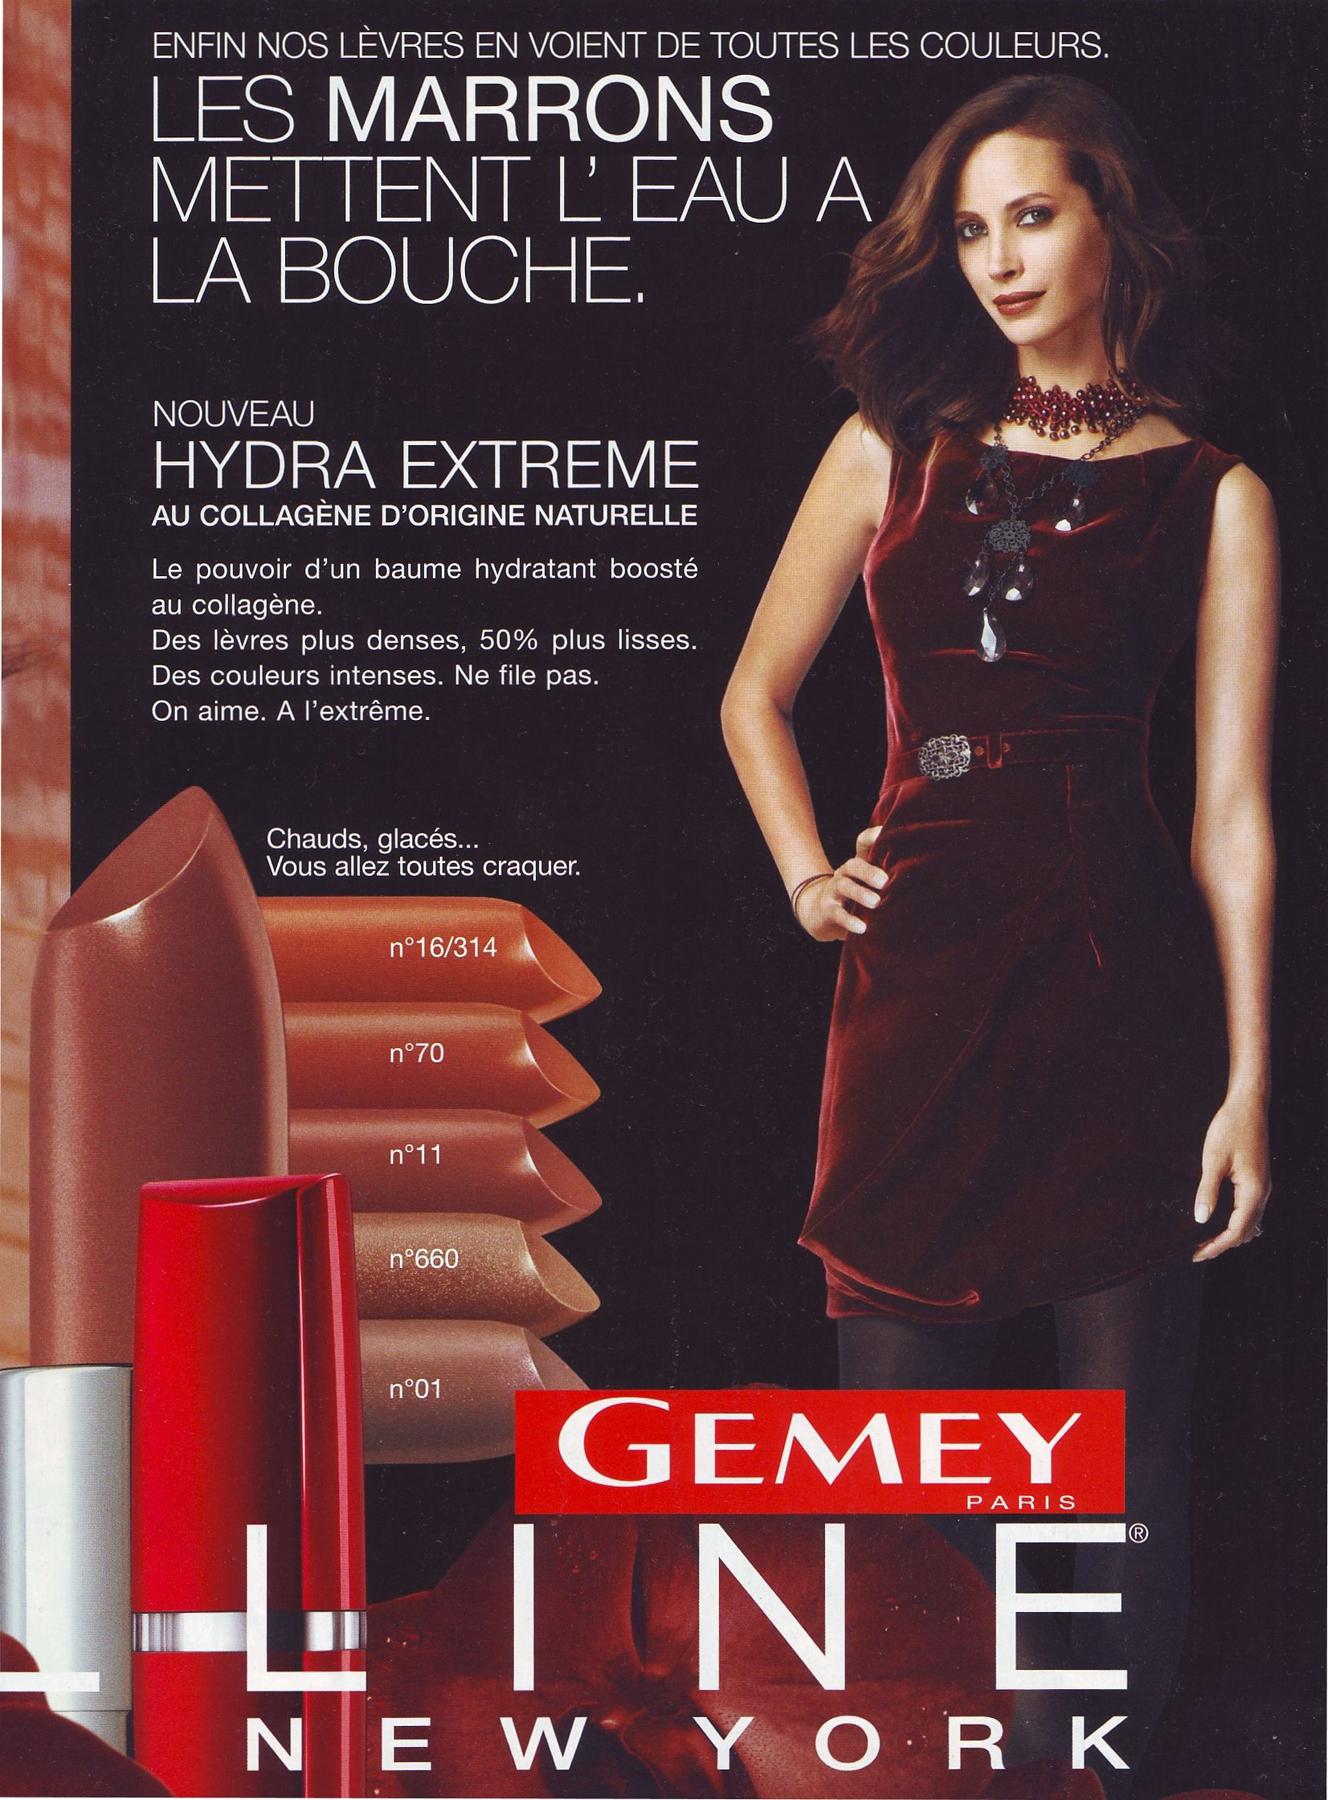 ENFIN NOS LÈVRES EN VOIENT DE TOUTES LES COULEURS.
LES MARRONS
METTENT L' EAU A
LA BOUCHE.
NOUVEAU
HYDRA EXTREME
AU COLLAGÈNE D'ORIGINE NATURELLE
Le pouvoir d'un baume hydratant boosté
au collagène.
Des lèvres plus denses, 50% plus lisses.
Des couleurs intenses. Ne file pas.
On aime. A l'extrême.
Chauds, glacés...
Vous allez toutes craquer.
n°16/314
n°70
n°11
n°660
n°01
GEMEY
PARIS
LLINE®
NEW YORK